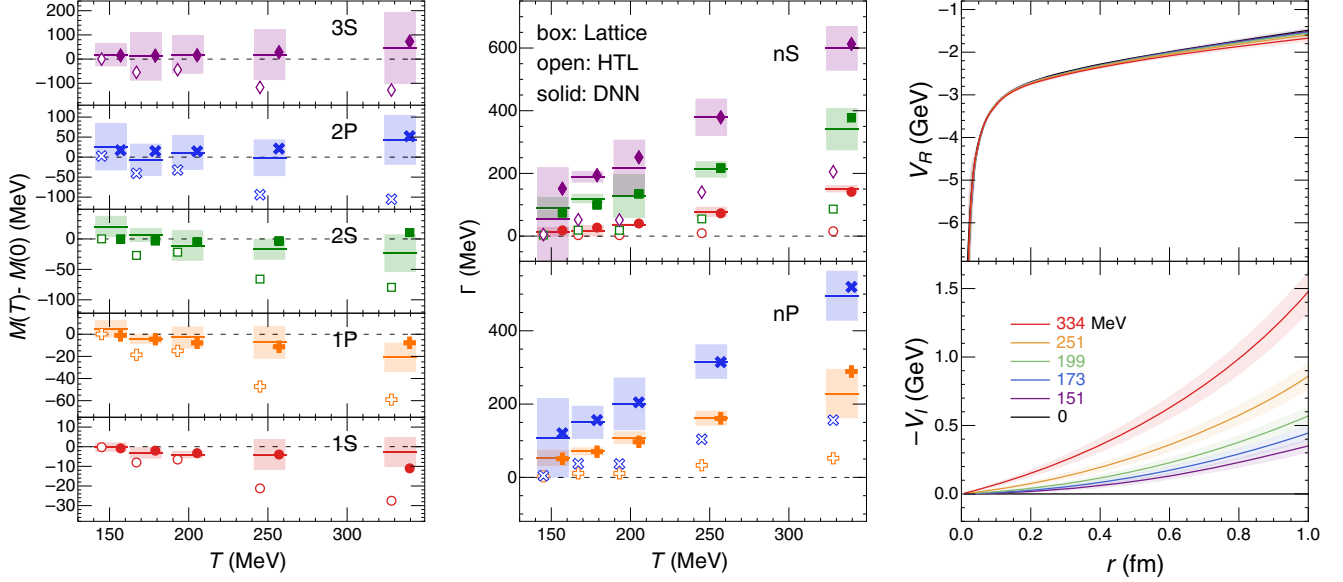 200
100
0
−100
3S
100
50
0
−50
−100
2P
M(T)- M(0) (MeV)
50
0
−50
−100
2S
20
0
−20
−40
−60
1P
10
0
−10
−20
−30
1S
150 200 250 300
T (MeV)
600
400
200
0
box: Lattice
open: HTL
solid: DNN
nS
Γ (MeV)
400
200
0
nP
150 200 250 300
T (MeV)
−1
−2
−3
−4
−5
−6
V_R (GeV)
1.5
1.0
0.5
0.0
−V_I (GeV)
334 MeV
251
199
173
151
0
0.0 0.2 0.4 0.6 0.8 1.0
r (fm)